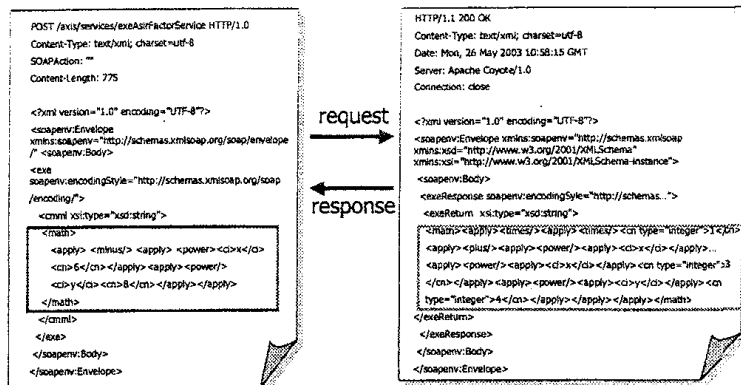 POST /axis/services/exeAsirFactorService HTTP/1.0
Content-Type: text/xml; charset=utf-8
SOAPAction: ""
Content-Length: 775
<?xml version="1.0" encoding="UTF-8"?>
<soapenv:Envelope
xmlns:soapenv="http://schemas.xmlsoap.org/soap/envelope
/" <soapenv:Body>
<exe
soapenv:encodingStyle="http://schemas.xmlsoap.org/soap
/encoding/">
<cmml xsi:type="xsd:string">
<math>
<apply> <minus/> <apply> <power><ci>x</ci>
<cn>6</cn></apply><apply><power/>
<ci>y</ci><cn>8</cn></apply></apply>
</math>
</cmml>
</exe>
</soapenv:Body>
</soapenv:Envelope>
request
response
HTTP/1.1 200 OK
Content-Type: text/xml; charset=utf-8
Date: Mon, 26 May 2003 10:58:15 GMT
Server: Apache Coyote/1.0
Connection: close
<?xml version="1.0" encoding="UTF-8"?>
<soapenv:Envelope xmlns:soapenv="http://schemas.xmlsoap
xmlns:xsd="http://www.w3.org/2001/XMLSchema"
xmlns:xsi="http://www.w3.org/2001/XMLSchema-instance">
<soapenv:Body>
<exeResponse soapenv:encodingSyle="http://schemas...">
<exeReturn xsi:type="xsd:string">
<math><apply><times/><apply><times/><cn type="integer">1</cn>
<apply><plus/><apply><power/><apply><ci>x</ci></apply>...
<apply><power/><apply><ci>x</ci></apply><cn type="integer">3
</cn></apply><apply><power/><apply><ci>y</ci></apply><cn
type="integer">4</cn></apply></apply></apply></math>
</exeReturn>
</exeResponse>
</soapenv:Body>
</soapenv:Envelope>